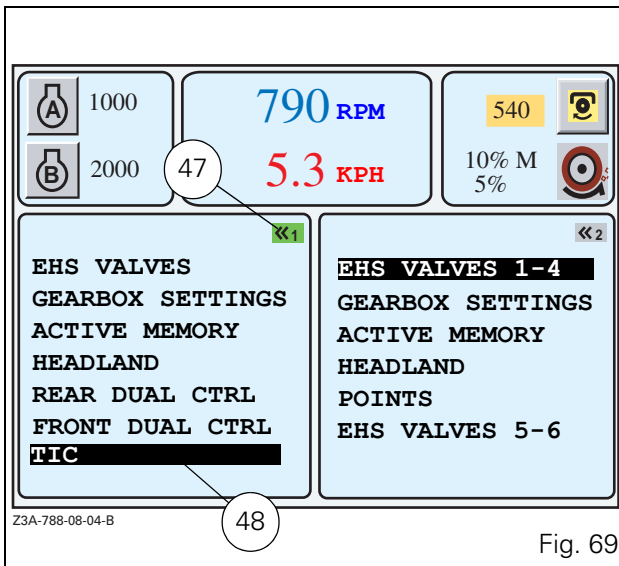 A 1000
B 2000
790 RPM
5.3 KPH
540
10% M
5%
47
«1
EHS VALVES
GEARBOX SETTINGS
ACTIVE MEMORY
HEADLAND
REAR DUAL CTRL
FRONT DUAL CTRL
TIC
«2
EHS VALVES 1-4
GEARBOX SETTINGS
ACTIVE MEMORY
HEADLAND
POINTS
EHS VALVES 5-6
48
Z3A-788-08-04-B
Fig. 69